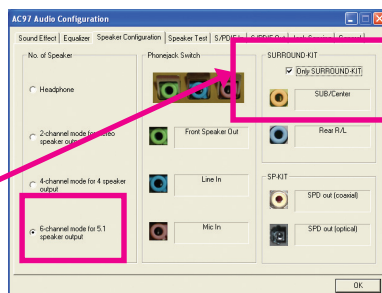 AC97 Audio Configuration
Sound Effect
Equalizer
Speaker Configuration
Speaker Test
No. of Speaker
Phonejack Switch
SURROUND-KIT
Only SURROUND-KIT
Headphone
SUB/Center
2-channel mode for stereo
speaker output
Front Speaker Out
Rear R/L
4-channel mode for 4 speaker
output
Line In
SP-KIT
SPD out (coaxial)
6-channel mode for 5.1
speaker output
Mic In
SPD out (optical)
OK